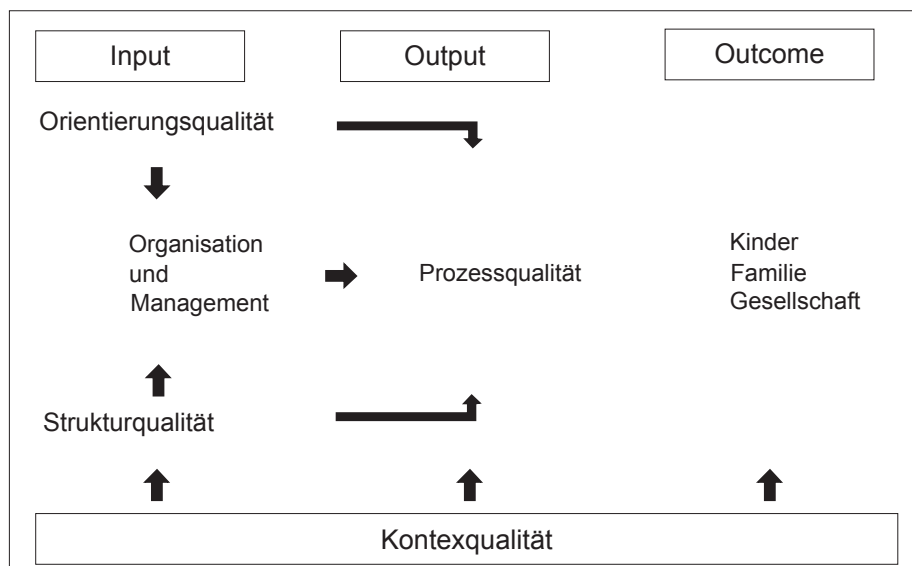 Input
Output
Outcome
Orientierungsqualität
Organisation
und
Management
Prozessqualität
Kinder
Familie
Gesellschaft
Strukturqualität
Kontexqualität